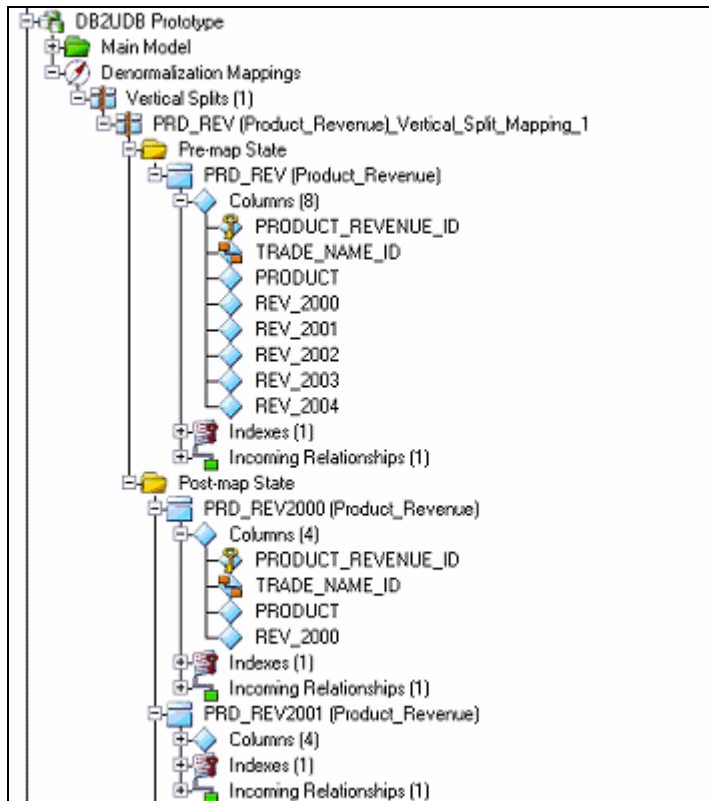 DB2UDB Prototype
Main Model
Denormalization Mappings
Vertical Splits (1)
PRD_REV (Product_Revenue)_Vertical_Split_Mapping_1
Pre-map State
PRD_REV (Product_Revenue)
Columns (8)
PRODUCT_REVENUE_ID
TRADE_NAME_ID
PRODUCT
REV_2000
REV_2001
REV_2002
REV_2003
REV_2004
Indexes (1)
Incoming Relationships (1)
Post-map State
PRD_REV2000 (Product_Revenue)
Columns (4)
PRODUCT_REVENUE_ID
TRADE_NAME_ID
PRODUCT
REV_2000
Indexes (1)
Incoming Relationships (1)
PRD_REV2001 (Product_Revenue)
Columns (4)
Indexes (1)
Incoming Relationships (1)